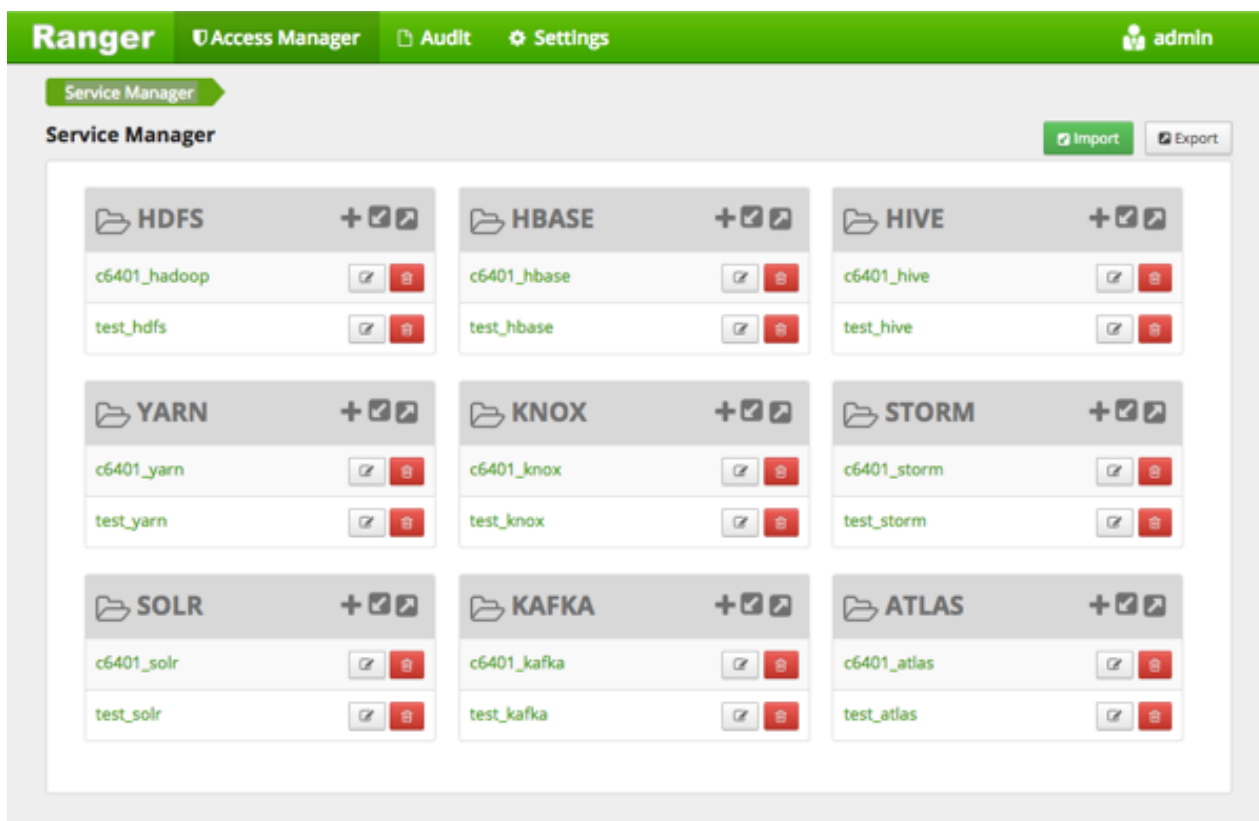 Ranger Access Manager Audit Settings admin
Service Manager
Service Manager Import Export
HDFS HBASE HIVE
c6401_hadoop c6401_hbase c6401_hive
test_hdfs test_hbase test_hive
YARN KNOX STORM
c6401_yarn c6401_knox c6401_storm
test_yarn test_knox test_storm
SOLR KAFKA ATLAS
c6401_solr c6401_kafka c6401_atlas
test_solr test_kafka test_atlas